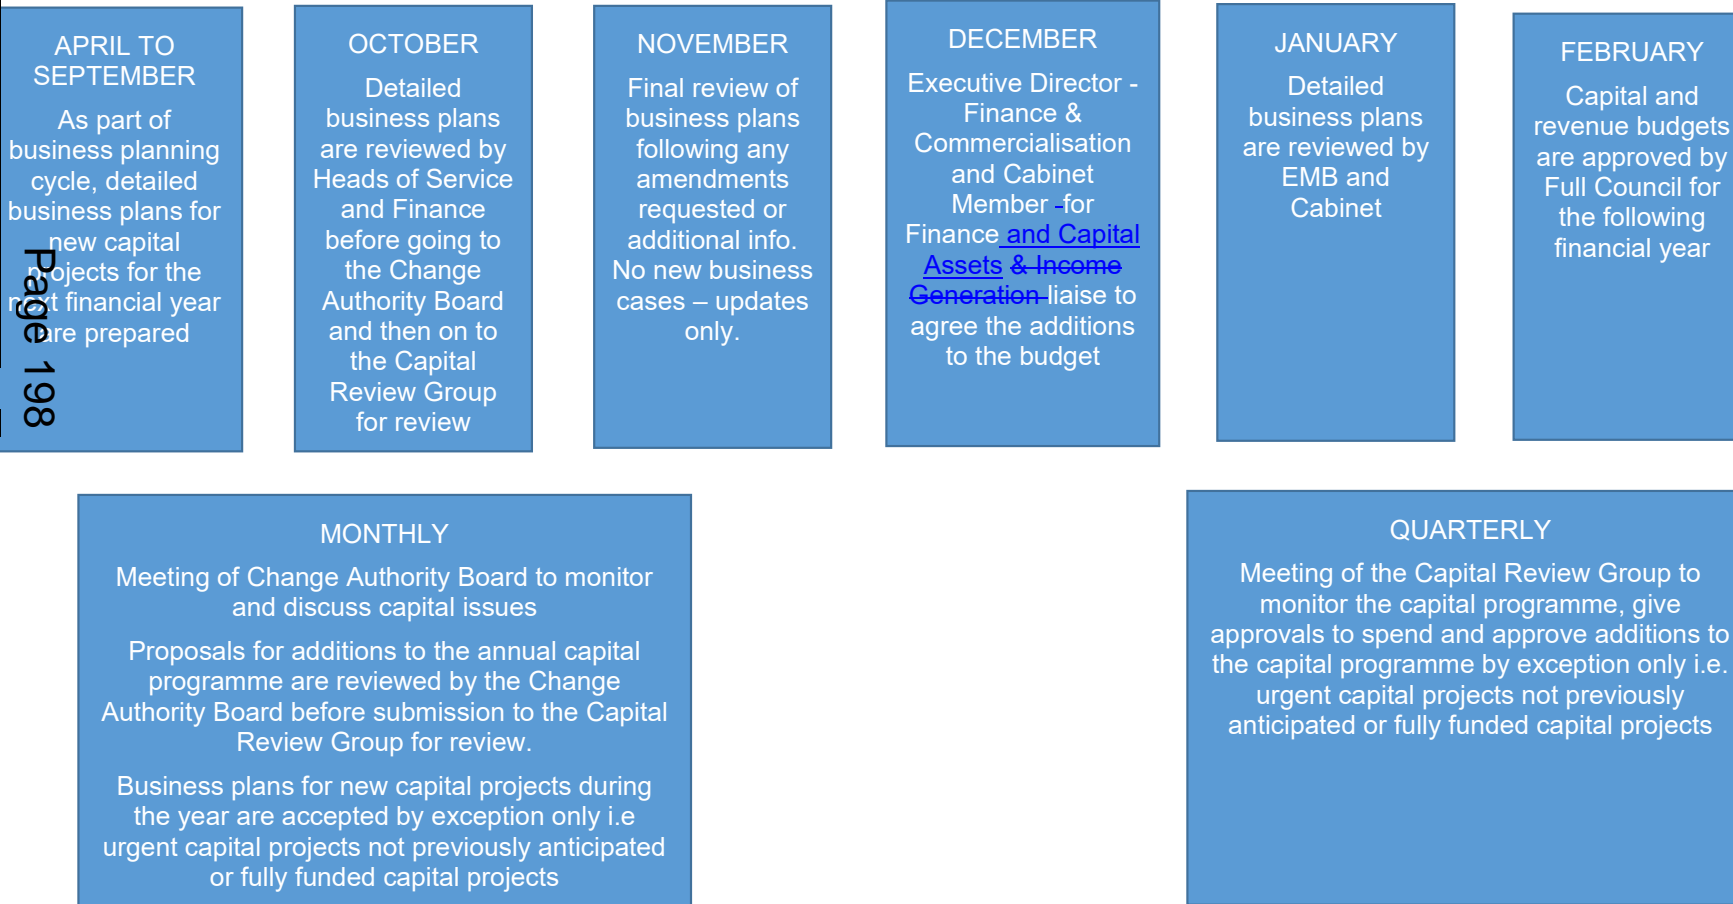 APRIL TO
SEPTEMBER
As part of
business planning
cycle, detailed
business plans for
new capital
projects for the
next financial year
are prepared
Page 198
OCTOBER
Detailed
business plans
are reviewed by
Heads of Service
and Finance
before going to
the Change
Authority Board
and then on to
the Capital
Review Group
for review
NOVEMBER
Final review of
business plans
following any
amendments
requested or
additional info.
No new business
cases – updates
only.
DECEMBER
Executive Director -
Finance &
Commercialisation
and Cabinet
Member -for
Finance and Capital
Assets & Income
Generation liaise to
agree the additions
to the budget
JANUARY
Detailed
business plans
are reviewed by
EMB and
Cabinet
FEBRUARY
Capital and
revenue budgets
are approved by
Full Council for
the following
financial year
MONTHLY
Meeting of Change Authority Board to monitor
and discuss capital issues
Proposals for additions to the annual capital
programme are reviewed by the Change
Authority Board before submission to the Capital
Review Group for review.
Business plans for new capital projects during
the year are accepted by exception only i.e
urgent capital projects not previously anticipated
or fully funded capital projects
QUARTERLY
Meeting of the Capital Review Group to
monitor the capital programme, give
approvals to spend and approve additions to
the capital programme by exception only i.e.
urgent capital projects not previously
anticipated or fully funded capital projects